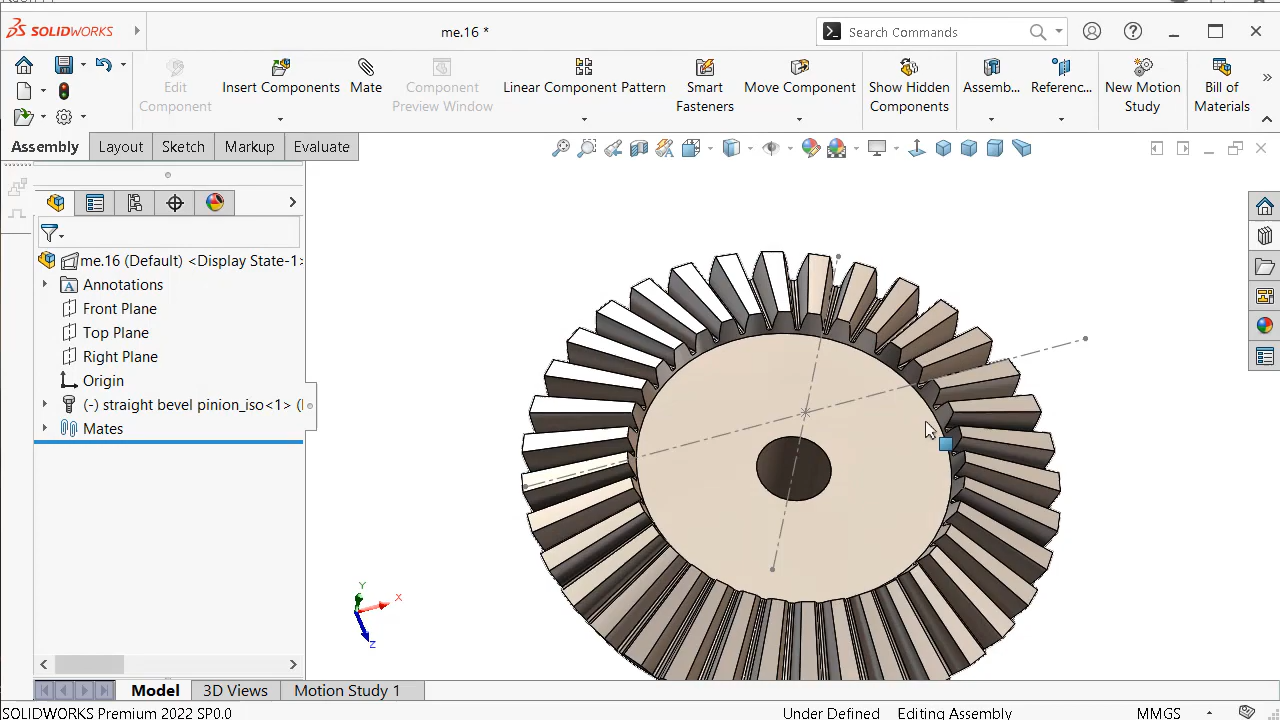 SOLIDWORKS
me.16 *
Search Commands
Edit Component
Insert Components
Mate
Component Preview Window
Linear Component Pattern
Smart Fasteners
Move Component
Show Hidden Components
Assemb...
Referenc...
New Motion Study
Bill of Materials
Assembly
Layout
Sketch
Markup
Evaluate
me.16 (Default) <Display State-1>
Annotations
Front Plane
Top Plane
Right Plane
Origin
(-) straight bevel pinion_iso<1> (
Mates
Y
X
Z
Model
3D Views
Motion Study 1
SOLIDWORKS Premium 2022 SP0.0
Under Defined
Editing Assembly
MMGS